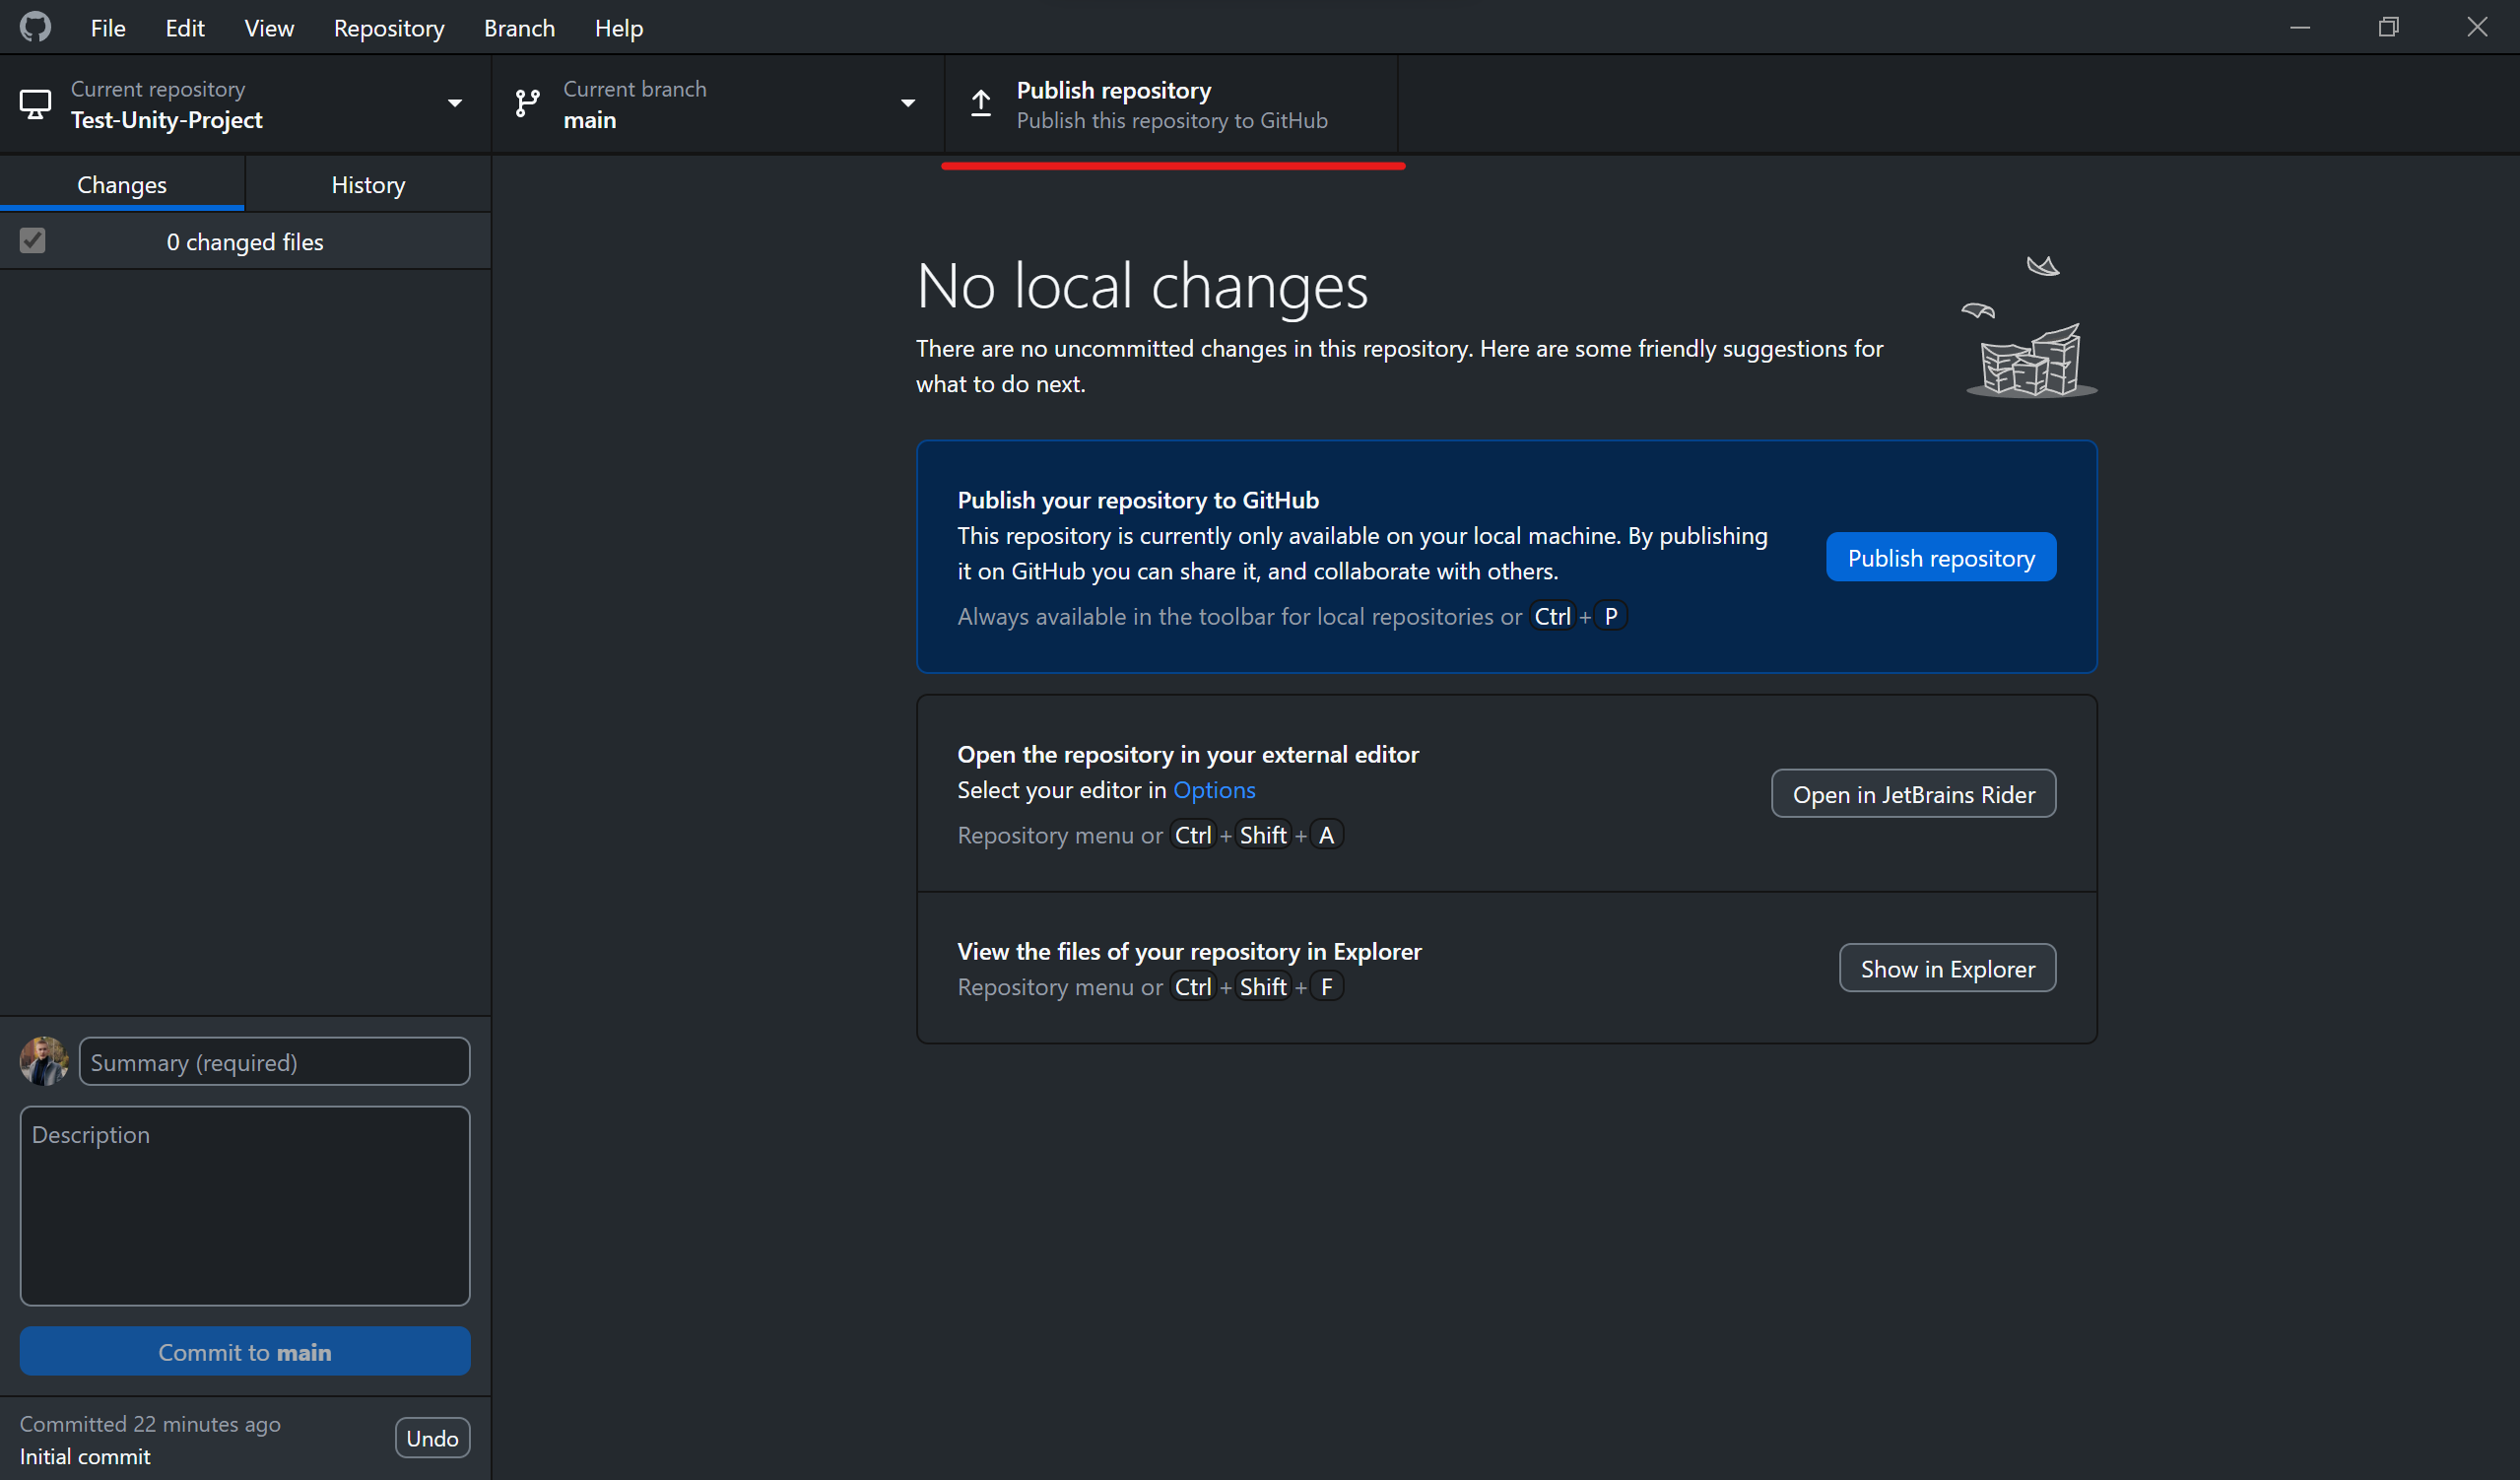 File Edit View Repository Branch Help
Current repository
Test-Unity-Project
Current branch
main
Publish repository
Publish this repository to GitHub
Changes History
0 changed files
No local changes
There are no uncommitted changes in this repository. Here are some friendly suggestions for
what to do next.
Publish your repository to GitHub
This repository is currently only available on your local machine. By publishing
it on GitHub you can share it, and collaborate with others.
Always available in the toolbar for local repositories or Ctrl + P
Publish repository
Open the repository in your external editor
Select your editor in Options
Repository menu or Ctrl + Shift + A
Open in JetBrains Rider
View the files of your repository in Explorer
Repository menu or Ctrl + Shift + F
Show in Explorer
Summary (required)
Description
Commit to main
Committed 22 minutes ago
Initial commit
Undo